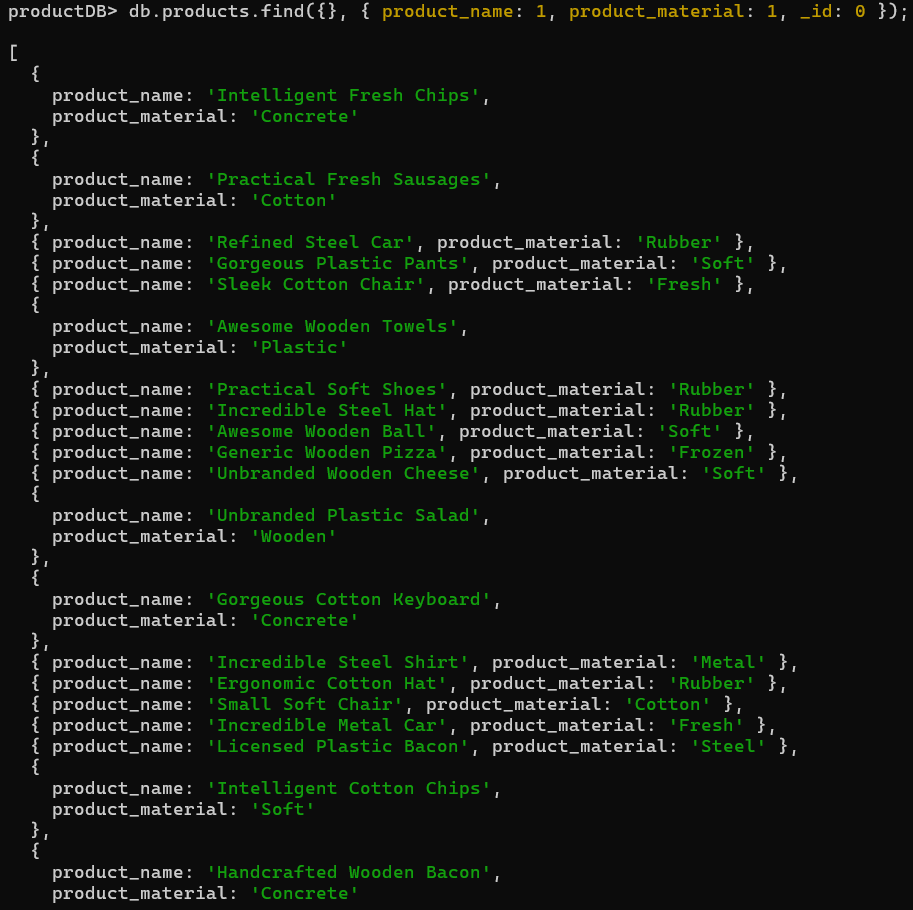 productDB> db.products.find({}, { product_name: 1, product_material: 1, _id: 0 });
[
  {
    product_name: 'Intelligent Fresh Chips',
    product_material: 'Concrete'
  },
  {
    product_name: 'Practical Fresh Sausages',
    product_material: 'Cotton'
  },
  { product_name: 'Refined Steel Car', product_material: 'Rubber' },
  { product_name: 'Gorgeous Plastic Pants', product_material: 'Soft' },
  { product_name: 'Sleek Cotton Chair', product_material: 'Fresh' },
  {
    product_name: 'Awesome Wooden Towels',
    product_material: 'Plastic'
  },
  { product_name: 'Practical Soft Shoes', product_material: 'Rubber' },
  { product_name: 'Incredible Steel Hat', product_material: 'Rubber' },
  { product_name: 'Awesome Wooden Ball', product_material: 'Soft' },
  { product_name: 'Generic Wooden Pizza', product_material: 'Frozen' },
  { product_name: 'Unbranded Wooden Cheese', product_material: 'Soft' },
  {
    product_name: 'Unbranded Plastic Salad',
    product_material: 'Wooden'
  },
  {
    product_name: 'Gorgeous Cotton Keyboard',
    product_material: 'Concrete'
  },
  { product_name: 'Incredible Steel Shirt', product_material: 'Metal' },
  { product_name: 'Ergonomic Cotton Hat', product_material: 'Rubber' },
  { product_name: 'Small Soft Chair', product_material: 'Cotton' },
  { product_name: 'Incredible Metal Car', product_material: 'Fresh' },
  { product_name: 'Licensed Plastic Bacon', product_material: 'Steel' },
  {
    product_name: 'Intelligent Cotton Chips',
    product_material: 'Soft'
  },
  {
    product_name: 'Handcrafted Wooden Bacon',
    product_material: 'Concrete'